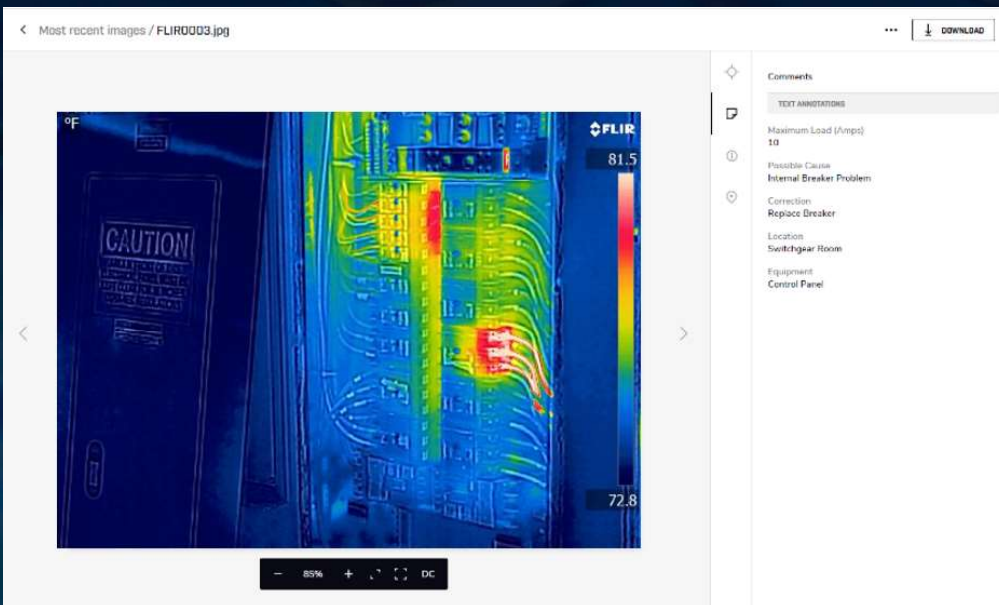 Most recent images / FLIR0003.jpg
DOWNLOAD
Comments
TEXT ANNOTATIONS
Maximum Load (Amps)
10
Possible Cause
Internal Breaker Problem
Correction
Replace Breaker
Location
Switchgear Room
Equipment
Control Panel
°F
FLIR
81.5
CAUTION
72.8
85%
DC